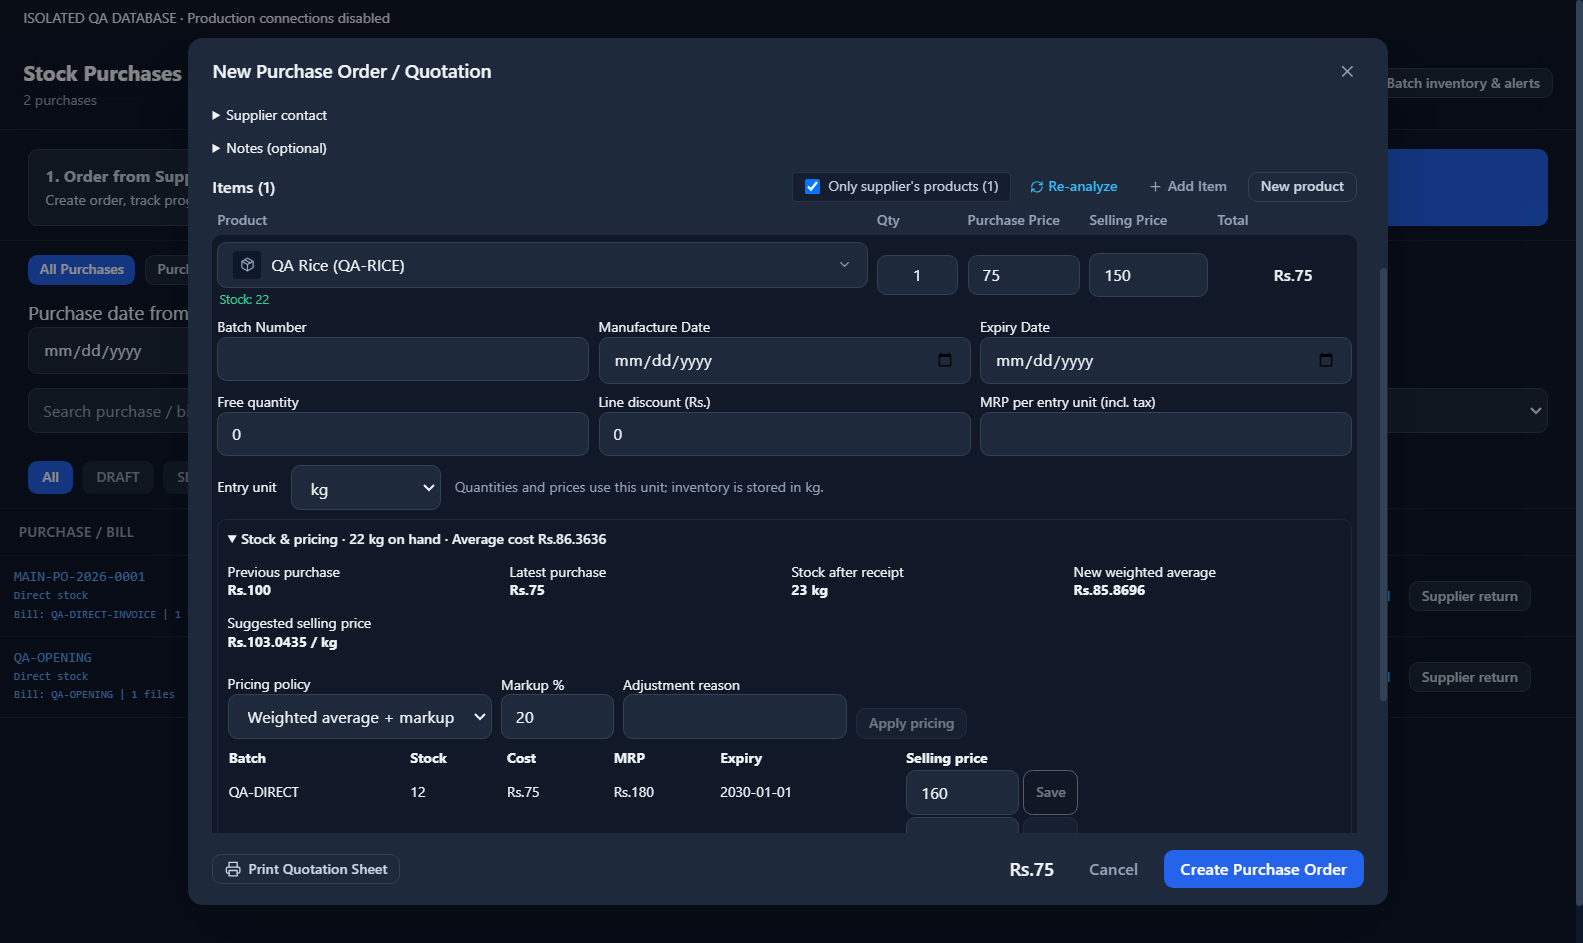 ISOLATED QA DATABASE · Production connections disabled
Stock Purchases
2 purchases
Batch inventory & alerts
1. Order from Supp
Create order, track prog
All Purchases
Purch
Purchase date from
mm/dd/yyyy
Search purchase / bi
All
DRAFT
PURCHASE / BILL
MAIN-PO-2026-0001
Direct stock
Bill: QA-DIRECT-INVOICE | 1
Supplier return
QA-OPENING
Direct stock
Bill: QA-OPENING | 1 files
Supplier return
New Purchase Order / Quotation
Supplier contact
Notes (optional)
Items (1)
Only supplier's products (1)
Re-analyze
+ Add Item
New product
Product
Qty
Purchase Price
Selling Price
Total
QA Rice (QA-RICE)
1
75
150
Rs.75
Stock: 22
Batch Number
Manufacture Date
Expiry Date
mm/dd/yyyy
mm/dd/yyyy
Free quantity
Line discount (Rs.)
MRP per entry unit (incl. tax)
0
0
Entry unit
kg
Quantities and prices use this unit; inventory is stored in kg.
Stock & pricing · 22 kg on hand · Average cost Rs.86.3636
Previous purchase
Latest purchase
Stock after receipt
New weighted average
Rs.100
Rs.75
23 kg
Rs.85.8696
Suggested selling price
Rs.103.0435 / kg
Pricing policy
Markup %
Adjustment reason
Weighted average + markup
20
Apply pricing
Batch
Stock
Cost
MRP
Expiry
Selling price
QA-DIRECT
12
Rs.75
Rs.180
2030-01-01
160
Save
Print Quotation Sheet
Rs.75
Cancel
Create Purchase Order